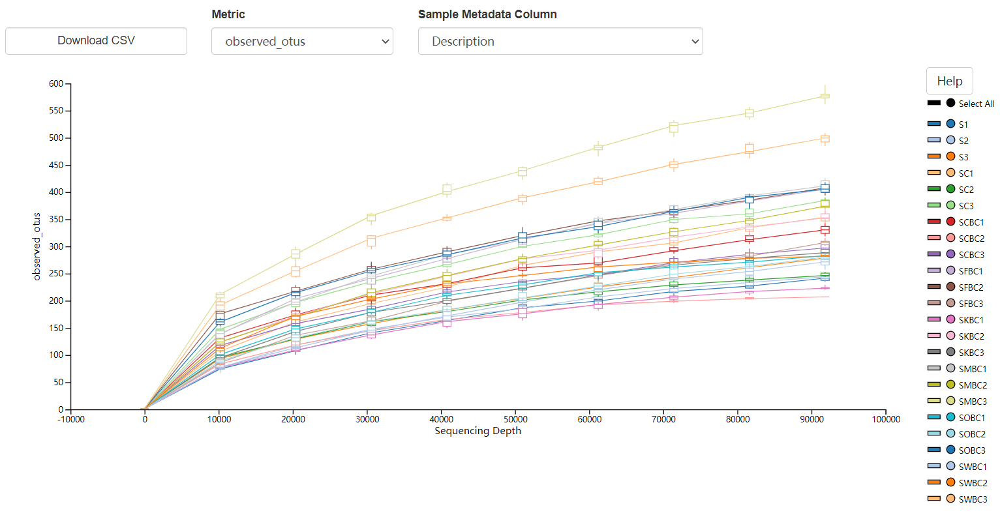 Metric
Sample Metadata Column
Download CSV
observed_otus
Description
Help
Select All
S1
S2
S3
SC1
SC2
SC3
SCBC1
SCBC2
SCBC3
SFBC1
SFBC2
SFBC3
SKBC1
SKBC2
SKBC3
SMBC1
SMBC2
SMBC3
SOBC1
SOBC2
SOBC3
SWBC1
SWBC2
SWBC3
600
550
500
450
400
350
300
250
200
150
100
50
0
observed_otus
-10000 0 10000 20000 30000 40000 50000 60000 70000 80000 90000 100000
Sequencing Depth